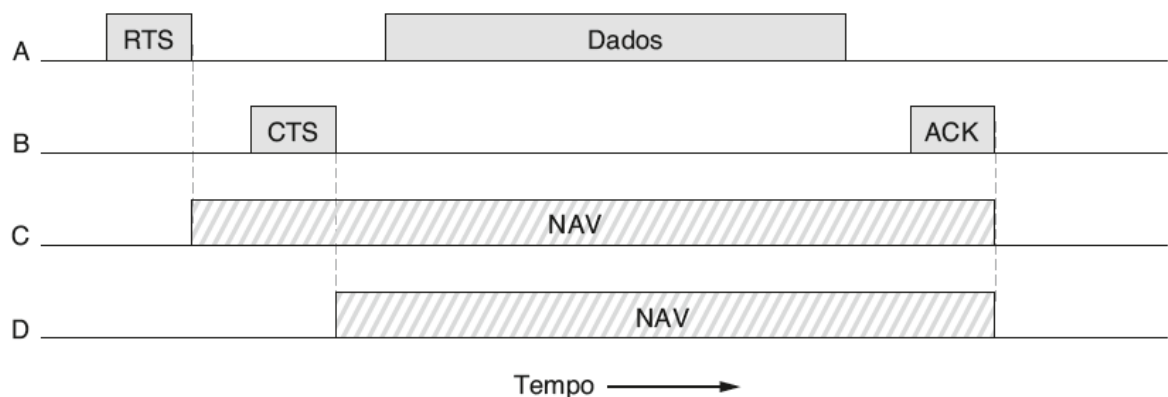 A RTS Dados
B CTS ACK
C NAV
D NAV
Tempo